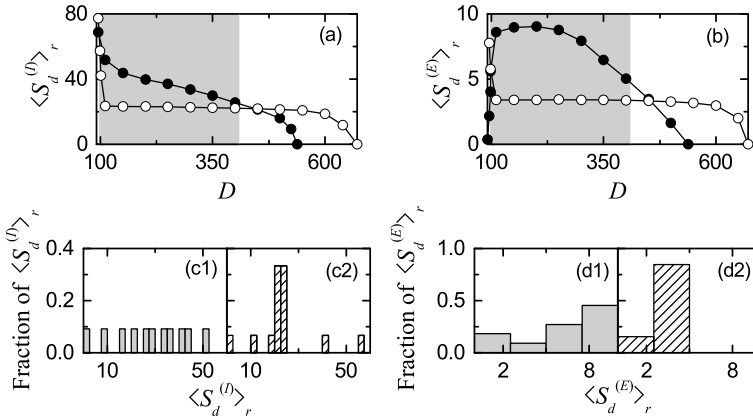 80
40
0
⟨S_d^(I)⟩_r
(a)
100 350 600
D
10
5
0
⟨S_d^(E)⟩_r
(b)
100 350 600
D
0.4
0.2
0.0
Fraction of ⟨S_d^(I)⟩_r
(c1)
(c2)
10 50 10 50
⟨S_d^(I)⟩_r
1.0
0.5
0.0
Fraction of ⟨S_d^(E)⟩_r
(d1)
(d2)
2 8 2 8
⟨S_d^(E)⟩_r